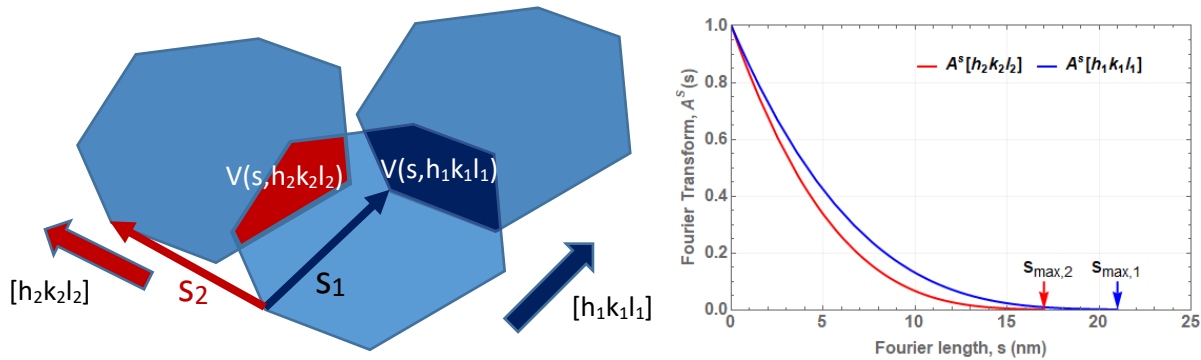 V(s,h₂k₂l₂)
V(s,h₁k₁l₁)
[h₂k₂l₂]
S₂
S₁
[h₁k₁l₁]
Fourier Transform, Aˢ(s)
1.0
0.8
0.6
0.4
0.2
0.0
Aˢ[h₂k₂l₂]
Aˢ[h₁k₁l₁]
Smax,2
Smax,1
0
5
10
15
20
25
Fourier length, s (nm)